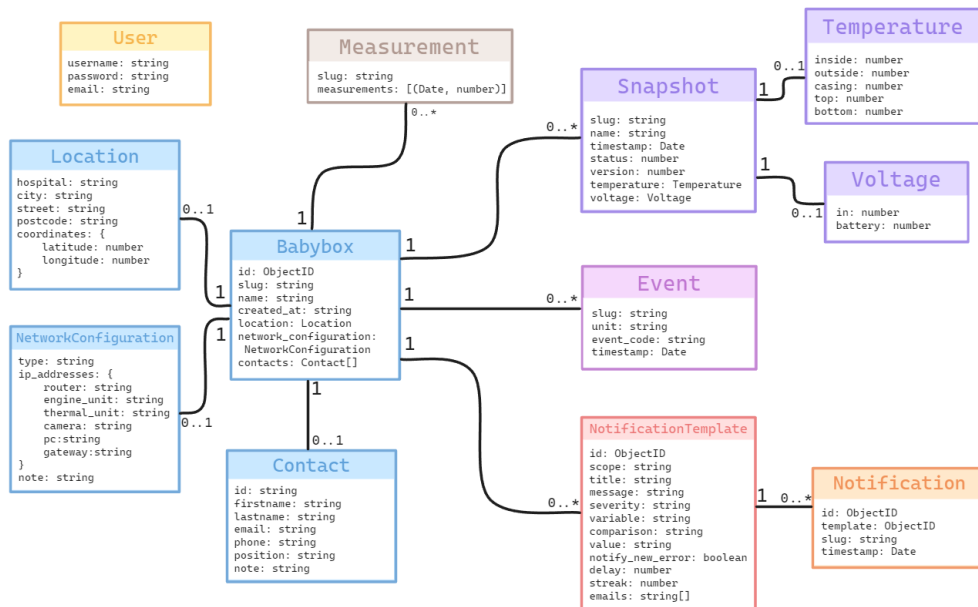 User
username: string
password: string
email: string
Measurement
slug: string
measurements: [(Date, number)]
0..*
1
Temperature
inside: number
outside: number
casing: number
top: number
bottom: number
0..1
1
Snapshot
slug: string
name: string
timestamp: Date
status: number
version: number
temperature: Temperature
voltage: Voltage
0..*
1
1
0..1
Voltage
in: number
battery: number
Location
hospital: string
city: string
street: string
postcode: string
coordinates: {
latitude: number
longitude: number
}
0..1
1
Babybox
id: ObjectID
slug: string
name: string
created_at: string
location: Location
network_configuration:
NetworkConfiguration
contacts: Contact[]
1
0..*
Event
slug: string
unit: string
event_code: string
timestamp: Date
NetworkConfiguration
type: string
ip_addresses: {
router: string
engine_unit: string
thermal_unit: string
camera: string
pc:string
gateway:string
}
note: string
1
0..1
1
0..1
Contact
id: string
firstname: string
lastname: string
email: string
phone: string
position: string
note: string
1
0..*
NotificationTemplate
id: ObjectID
scope: string
title: string
message: string
severity: string
variable: string
comparison: string
value: string
notify_new_error: boolean
delay: number
streak: number
emails: string[]
1
0..*
Notification
id: ObjectID
template: ObjectID
slug: string
timestamp: Date